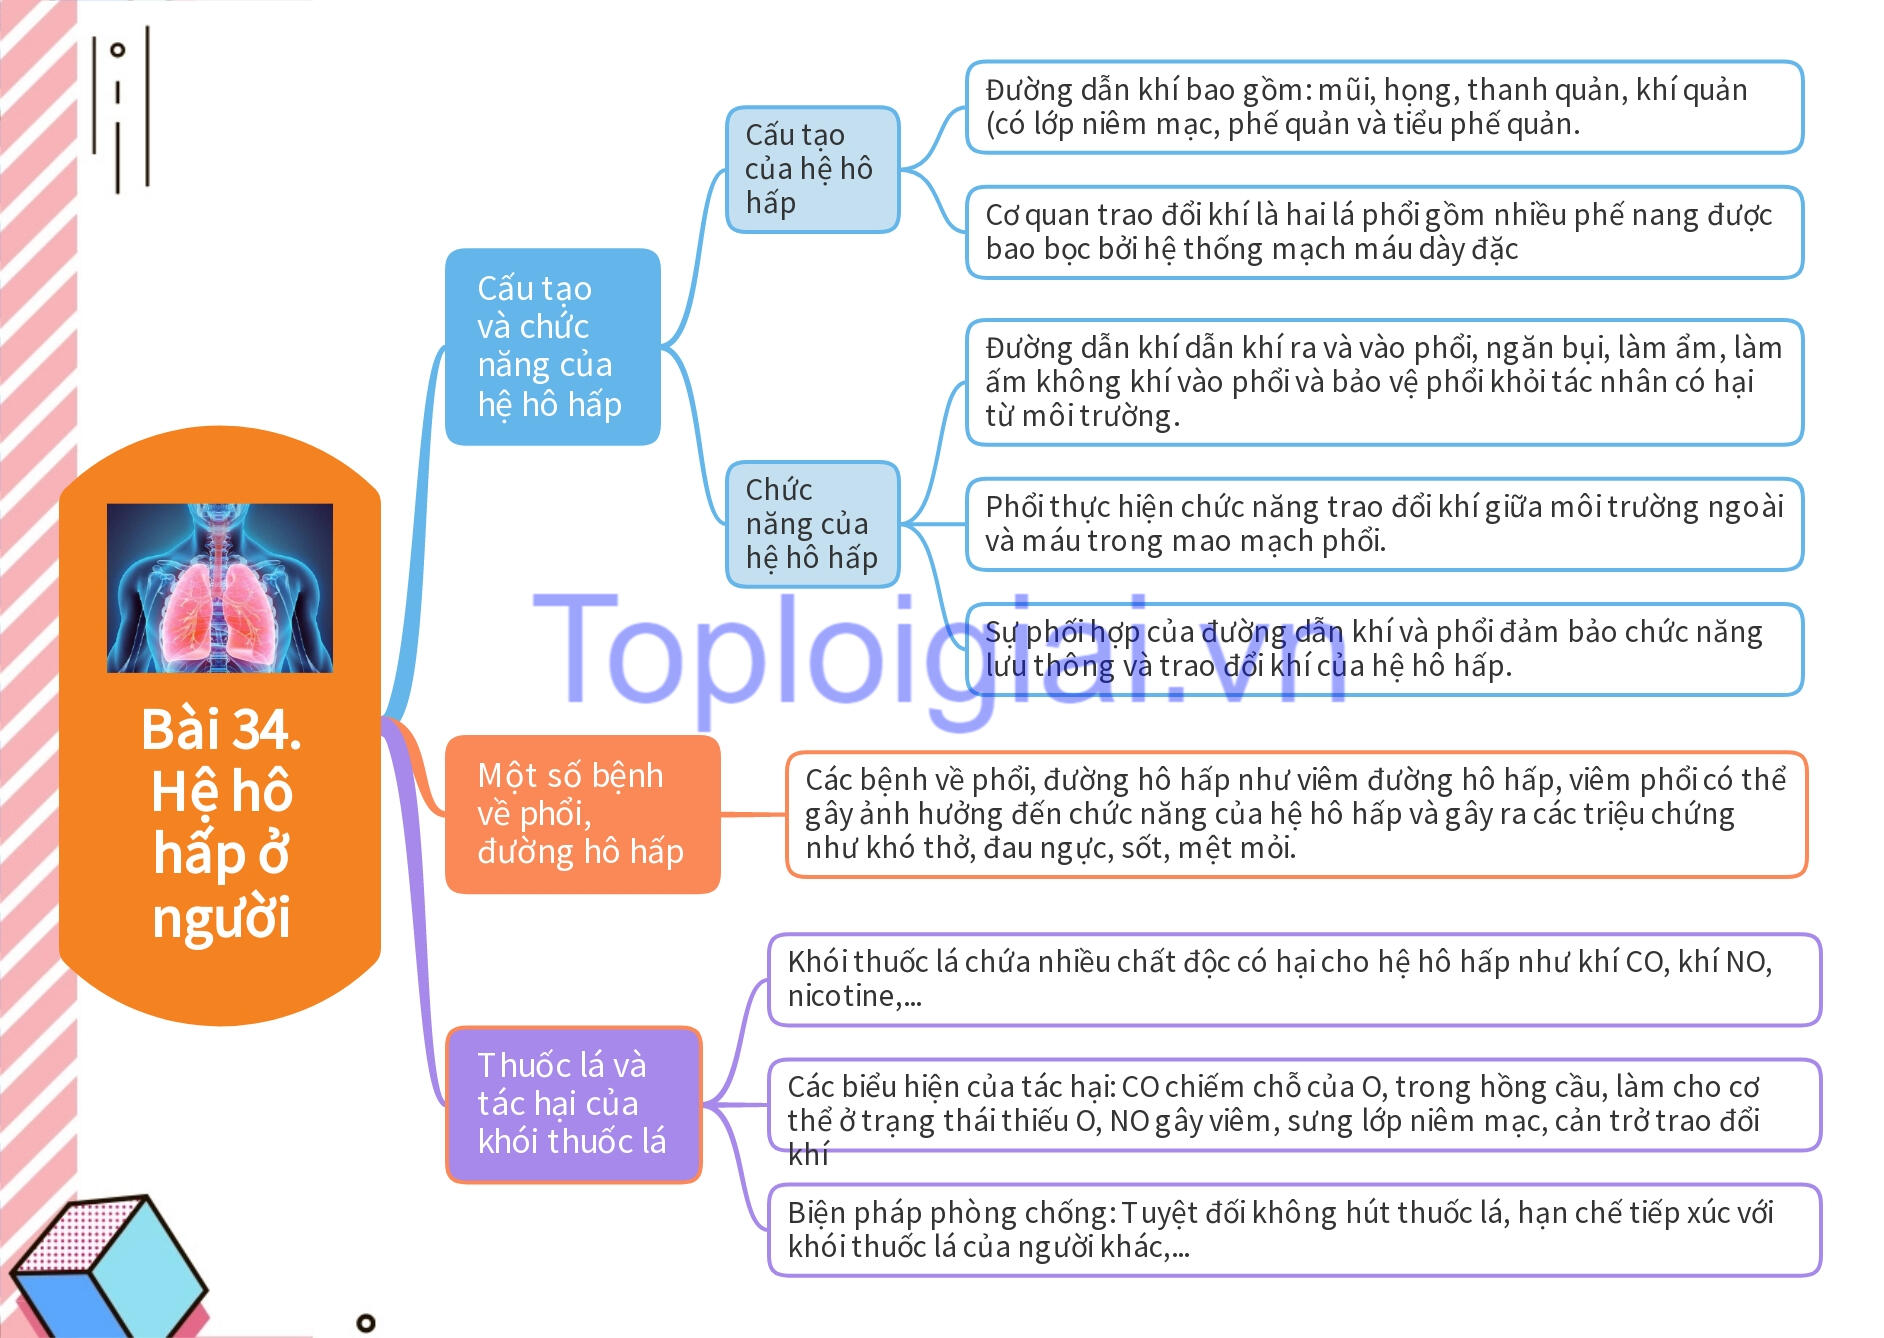 Bài 34.
Hệ hô
hấp ở
người
Cấu tạo
và chức
năng của
hệ hô hấp
Cấu tạo
của hệ hô
hấp
Đường dẫn khí bao gồm: mũi, họng, thanh quản, khí quản
(có lớp niêm mạc, phế quản và tiểu phế quản.
Cơ quan trao đổi khí là hai lá phổi gồm nhiều phế nang được
bao bọc bởi hệ thống mạch máu dày đặc
Chức
năng của
hệ hô hấp
Đường dẫn khí dẫn khí ra và vào phổi, ngăn bụi, làm ẩm, làm
ấm không khí vào phổi và bảo vệ phổi khỏi tác nhân có hại
từ môi trường.
Phổi thực hiện chức năng trao đổi khí giữa môi trường ngoài
và máu trong mao mạch phổi.
Sự phối hợp của đường dẫn khí và phổi đảm bảo chức năng
lưu thông và trao đổi khí của hệ hô hấp.
Toploigiai.vn
Một số bệnh
về phổi,
đường hô hấp
Các bệnh về phổi, đường hô hấp như viêm đường hô hấp, viêm phổi có thể
gây ảnh hưởng đến chức năng của hệ hô hấp và gây ra các triệu chứng
như khó thở, đau ngực, sốt, mệt mỏi.
Thuốc lá và
tác hại của
khói thuốc lá
Khói thuốc lá chứa nhiều chất độc có hại cho hệ hô hấp như khí CO, khí NO,
nicotine,...
Các biểu hiện của tác hại: CO chiếm chỗ của O, trong hồng cầu, làm cho cơ
thể ở trạng thái thiếu O, NO gây viêm, sưng lớp niêm mạc, cản trở trao đổi
khí
Biện pháp phòng chống: Tuyệt đối không hút thuốc lá, hạn chế tiếp xúc với
khói thuốc lá của người khác,...